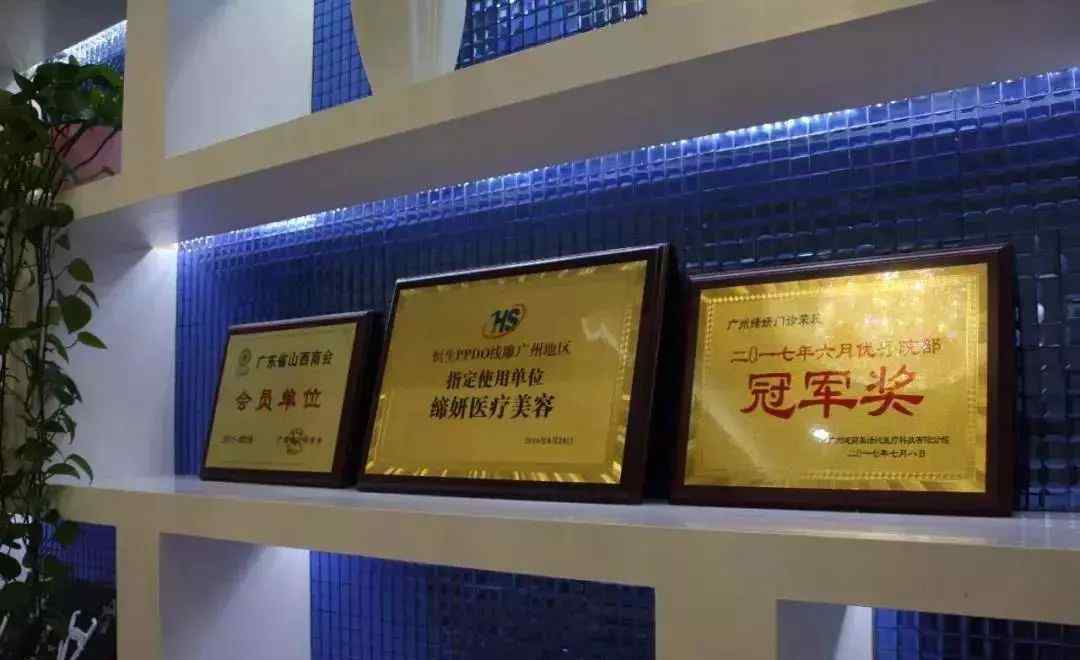 广东省山西商会
会员单位
HS
恒生PPDO线雕广州地区
指定使用单位
缔妍医疗美容
广州缔妍门诊荣获
二〇一七年六月优秀院部
冠军奖
二〇一七年七月八日